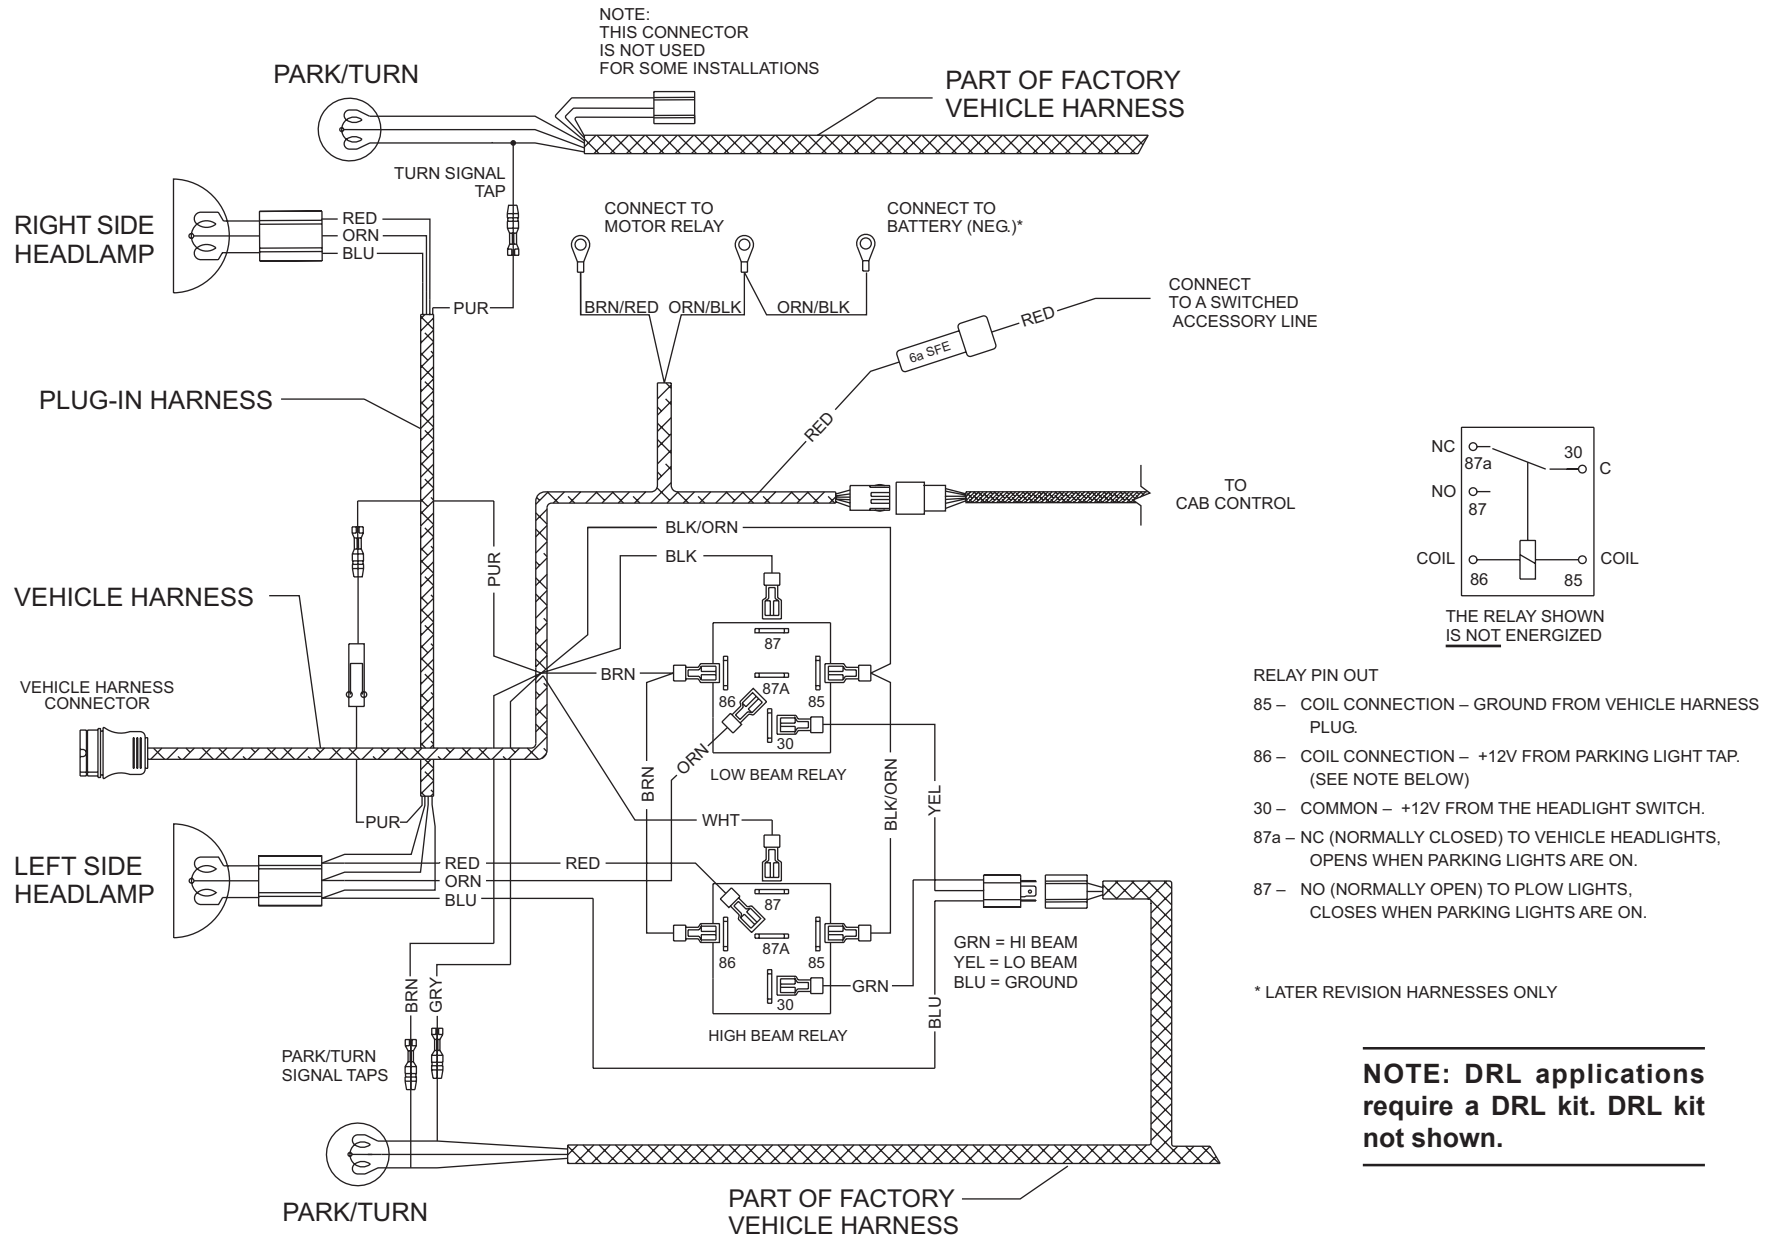 NOTE:
THIS CONNECTOR
IS NOT USED
FOR SOME INSTALLATIONS
PARK/TURN
PART OF FACTORY
VEHICLE HARNESS
TURN SIGNAL
TAP
RIGHT SIDE
HEADLAMP
RED
ORN
BLU
CONNECT TO
MOTOR RELAY
CONNECT TO
BATTERY (NEG.)*
PUR
BRN/RED
ORN/BLK
ORN/BLK
CONNECT
TO A SWITCHED
ACCESSORY LINE
RED
6a SFE
RED
PLUG-IN HARNESS
TO
CAB CONTROL
NC
87a
30
C
NO
87
COIL
86
85
COIL
THE RELAY SHOWN
IS NOT ENERGIZED
BLK/ORN
BLK
PUR
VEHICLE HARNESS
87
BRN
86
87A
85
30
LOW BEAM RELAY
VEHICLE HARNESS
CONNECTOR
ORN
BRN
BLK/ORN
YEL
RELAY PIN OUT
85 – COIL CONNECTION – GROUND FROM VEHICLE HARNESS
PLUG.
86 – COIL CONNECTION – +12V FROM PARKING LIGHT TAP.
(SEE NOTE BELOW)
30 – COMMON – +12V FROM THE HEADLIGHT SWITCH.
87a – NC (NORMALLY CLOSED) TO VEHICLE HEADLIGHTS,
OPENS WHEN PARKING LIGHTS ARE ON.
87 – NO (NORMALLY OPEN) TO PLOW LIGHTS,
CLOSES WHEN PARKING LIGHTS ARE ON.
PUR
WHT
LEFT SIDE
HEADLAMP
RED
RED
ORN
BLU
87
86
87A
85
30
GRN
HIGH BEAM RELAY
GRN = HI BEAM
YEL = LO BEAM
BLU = GROUND
BLU
BRN
GRY
* LATER REVISION HARNESSES ONLY
PARK/TURN
SIGNAL TAPS
NOTE: DRL applications
require a DRL kit. DRL kit
not shown.
PARK/TURN
PART OF FACTORY
VEHICLE HARNESS